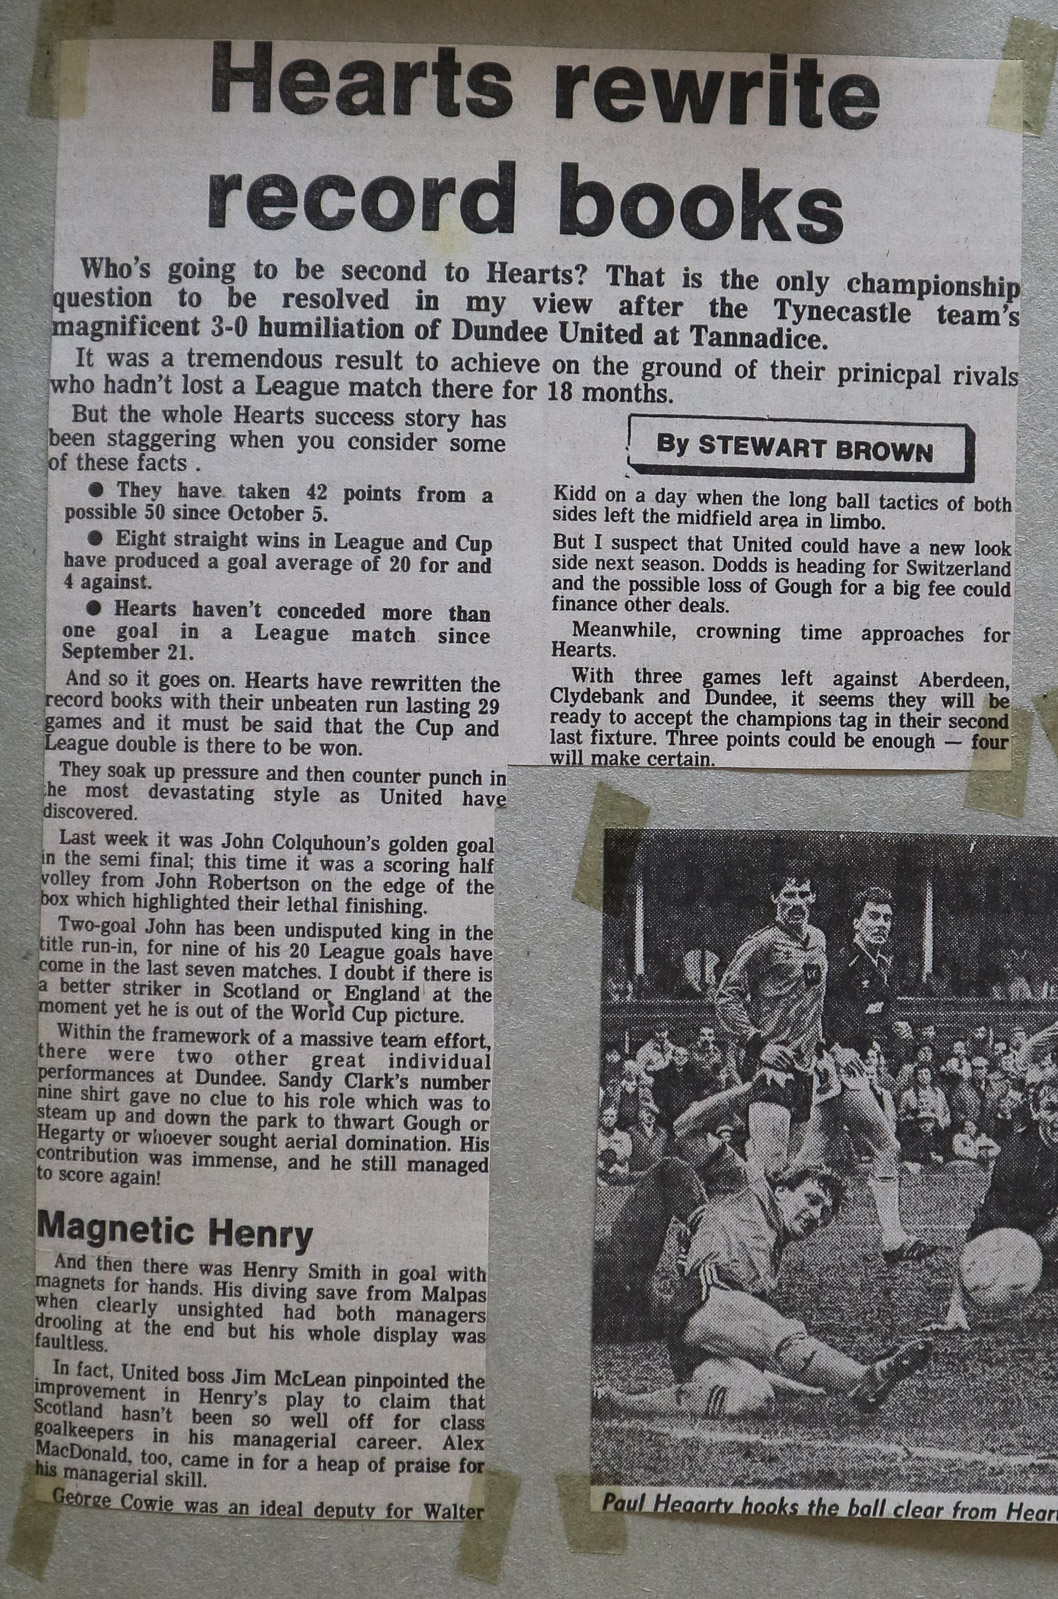 Hearts rewrite
record books
Who's going to be second to Hearts? That is the only championship
question to be resolved in my view after the Tynecastle team's
magnificent 3-0 humiliation of Dundee United at Tannadice.
It was a tremendous result to achieve on the ground of their prinicpal rivals
who hadn't lost a League match there for 18 months.
But the whole Hearts success story has
been staggering when you consider some
of these facts .
● They have taken 42 points from a
possible 50 since October 5.
● Eight straight wins in League and Cup
have produced a goal average of 20 for and
4 against.
● Hearts haven't conceded more than
one goal in a League match since
September 21.
And so it goes on. Hearts have rewritten the
record books with their unbeaten run lasting 29
games and it must be said that the Cup and
League double is there to be won.
They soak up pressure and then counter punch in
he most devastating style as United have
discovered.
Last week it was John Colquhoun's golden goal
in the semi final; this time it was a scoring half
volley from John Robertson on the edge of the
box which highlighted their lethal finishing.
Two-goal John has been undisputed king in the
title run-in, for nine of his 20 League goals have
come in the last seven matches. I doubt if there is
a better striker in Scotland or England at the
moment yet he is out of the World Cup picture.
Within the framework of a massive team effort,
there were two other great individual
performances at Dundee. Sandy Clark's number
nine shirt gave no clue to his role which was to
steam up and down the park to thwart Gough or
Hegarty or whoever sought aerial domination. His
contribution was immense, and he still managed
to score again!
Magnetic Henry
And then there was Henry Smith in goal with
magnets for hands. His diving save from Malpas
when clearly unsighted had both managers
drooling at the end but his whole display was
faultless.
In fact, United boss Jim McLean pinpointed the
improvement in Henry's play to claim that
Scotland hasn't been so well off for class
goalkeepers in his managerial career. Alex
MacDonald, too, came in for a heap of praise for
his managerial skill.
George Cowie was an ideal deputy for Walter
By STEWART BROWN
Kidd on a day when the long ball tactics of both
sides left the midfield area in limbo.
But I suspect that United could have a new look
side next season. Dodds is heading for Switzerland
and the possible loss of Gough for a big fee could
finance other deals.
Meanwhile, crowning time approaches for
Hearts.
With three games left against Aberdeen,
Clydebank and Dundee, it seems they will be
ready to accept the champions tag in their second
last fixture. Three points could be enough — four
will make certain.
Paul Hegarty hooks the ball clear from Hear